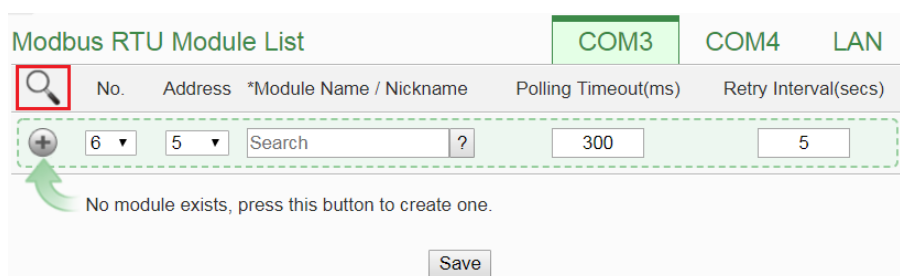 Modbus RTU Module List COM3 COM4 LAN
No. Address *Module Name / Nickname Polling Timeout(ms) Retry Interval(secs)
6 5 Search ? 300 5
No module exists, press this button to create one.
Save